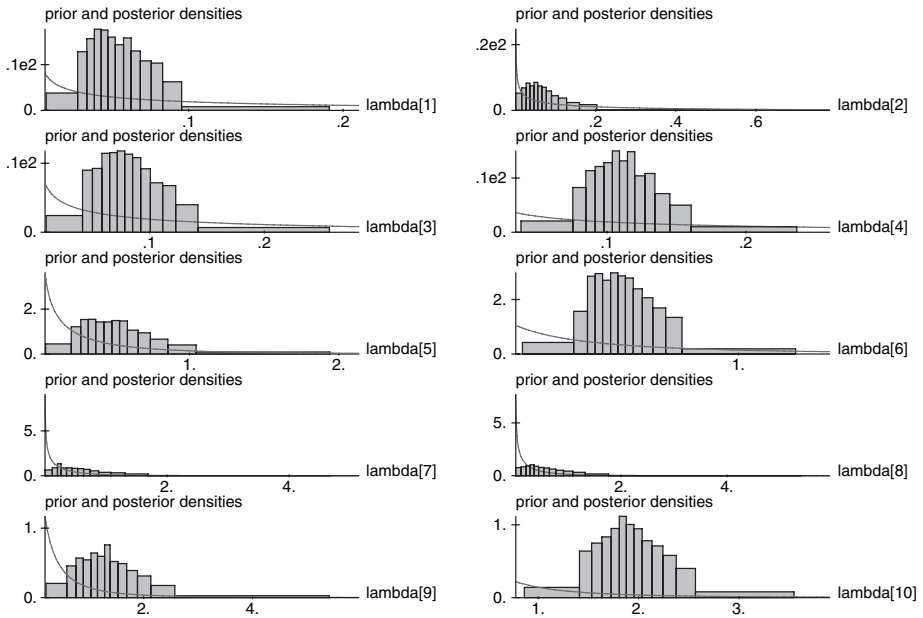 prior and posterior densities
.1e2
0.
.1
.2
lambda[1]
prior and posterior densities
.2e2
0.
.2
.4
.6
lambda[2]
prior and posterior densities
.1e2
0.
.1
.2
lambda[3]
prior and posterior densities
.1e2
0.
.1
.2
lambda[4]
prior and posterior densities
2.
0.
1.
2.
lambda[5]
prior and posterior densities
2.
0.
1.
lambda[6]
prior and posterior densities
5.
0.
2.
4.
lambda[7]
prior and posterior densities
5.
0.
2.
4.
lambda[8]
prior and posterior densities
1.
0.
2.
4.
lambda[9]
prior and posterior densities
1.
0.
1.
2.
3.
lambda[10]